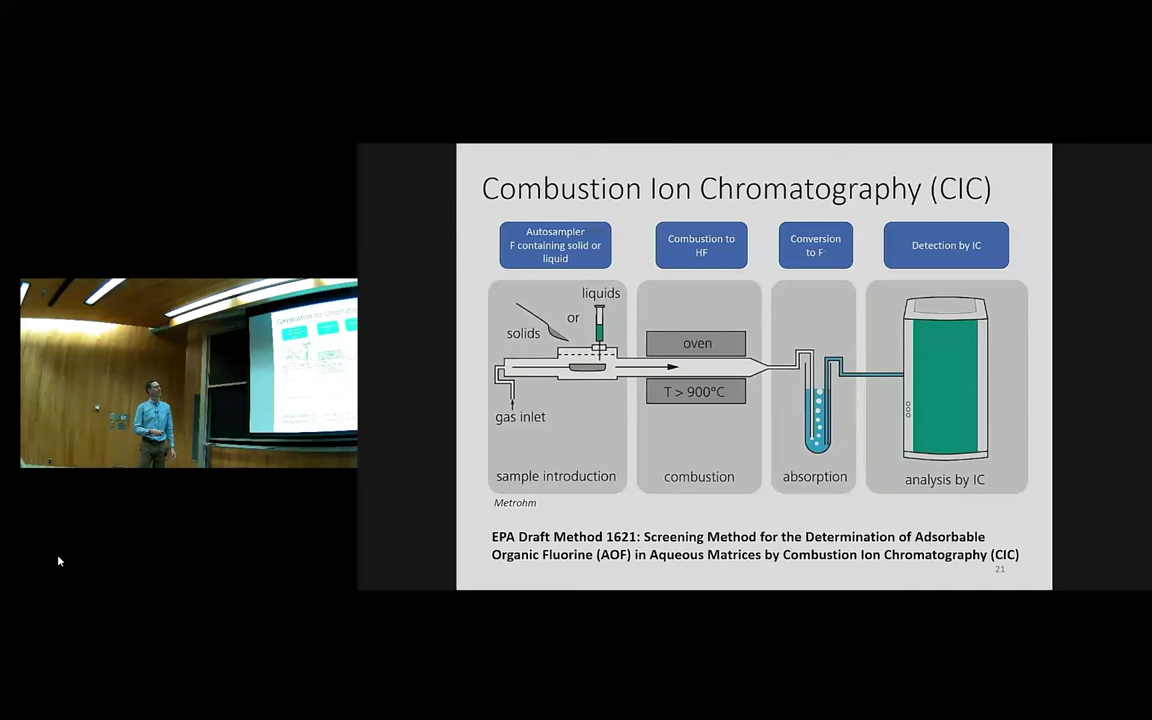 Combustion Ion Chromatography (CIC)
Autosampler
F containing solid or
liquid
Combustion to
HF
Conversion
to F⁻
Detection by IC
liquids
or
solids
gas inlet
sample introduction
oven
T > 900°C
combustion
absorption
analysis by IC
Metrohm
EPA Draft Method 1621: Screening Method for the Determination of Adsorbable
Organic Fluorine (AOF) in Aqueous Matrices by Combustion Ion Chromatography (CIC)
21